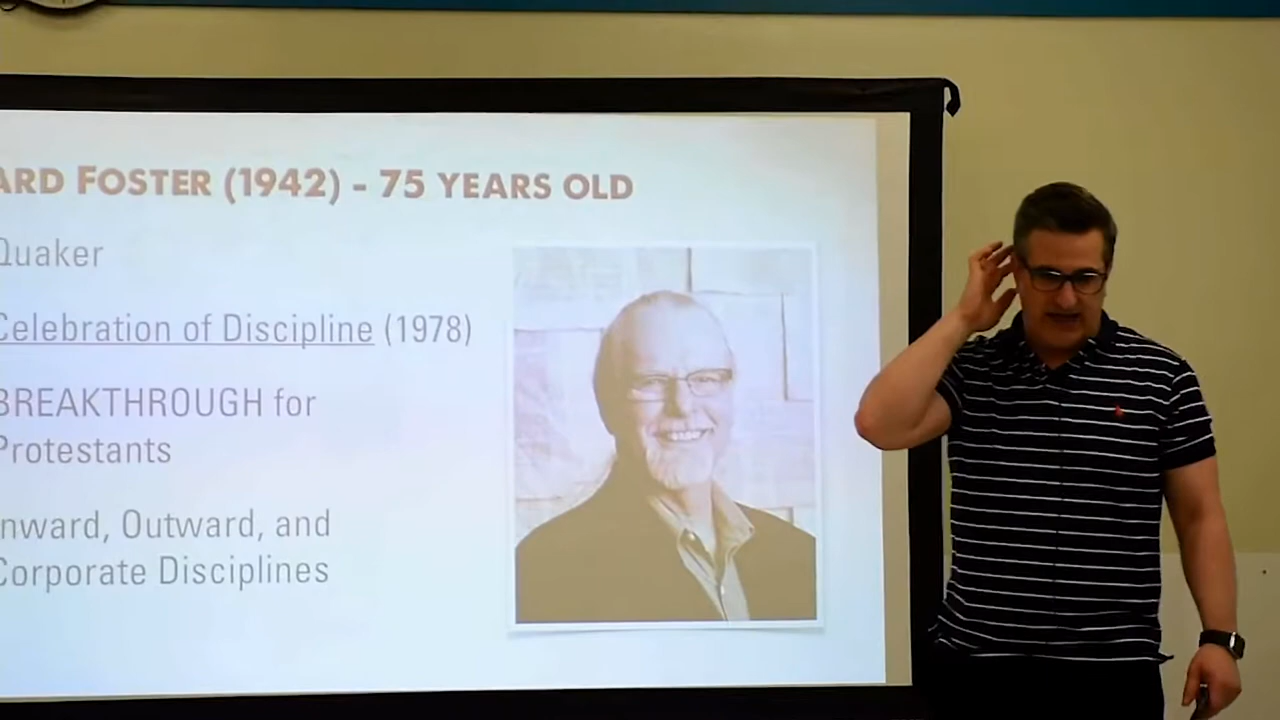 ARD FOSTER (1942) - 75 YEARS OLD
Quaker
Celebration of Discipline (1978)
BREAKTHROUGH for
Protestants
nward, Outward, and
Corporate Disciplines